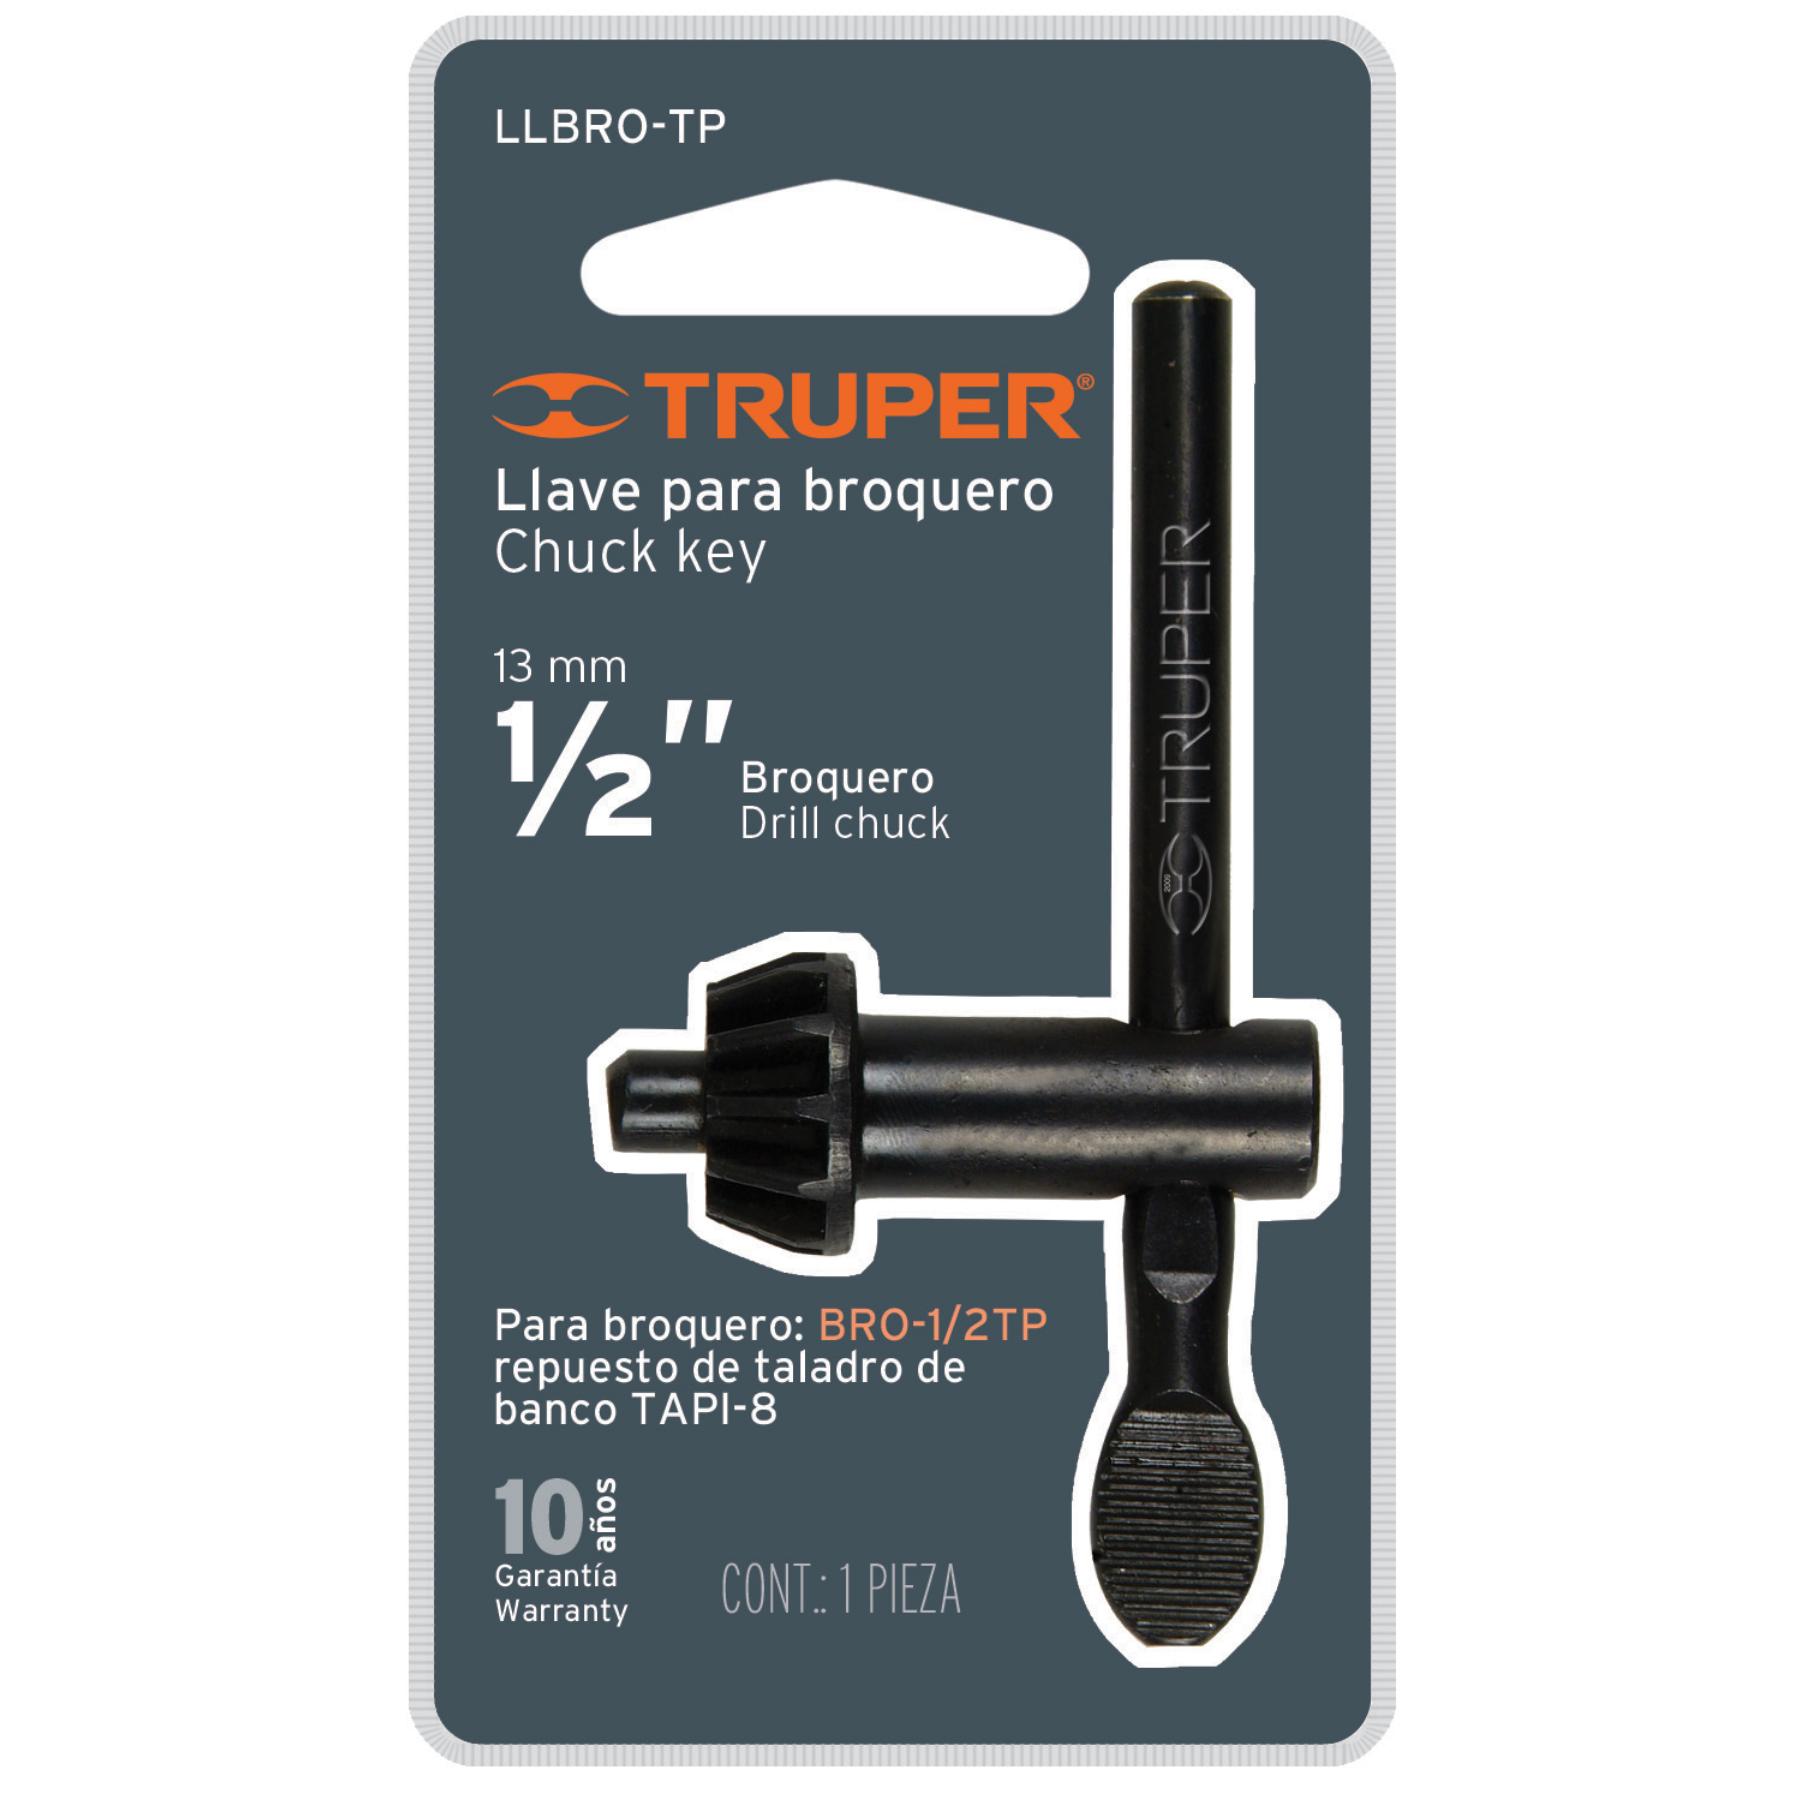 LLBRO-TP
TRUPER®
Llave para broquero
Chuck key
13 mm
1/2"
Broquero
Drill chuck
TRUPER
2009
Para broquero: BRO-1/2TP
repuesto de taladro de
banco TAPI-8
10 años
Garantía
Warranty
CONT.: 1 PIEZA